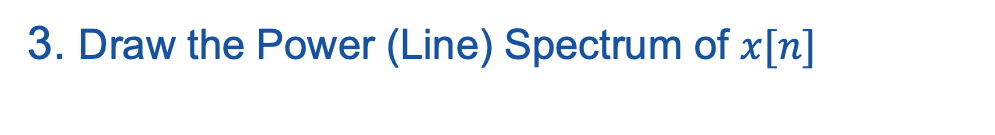 3. Draw the Power (Line) Spectrum of x[n]